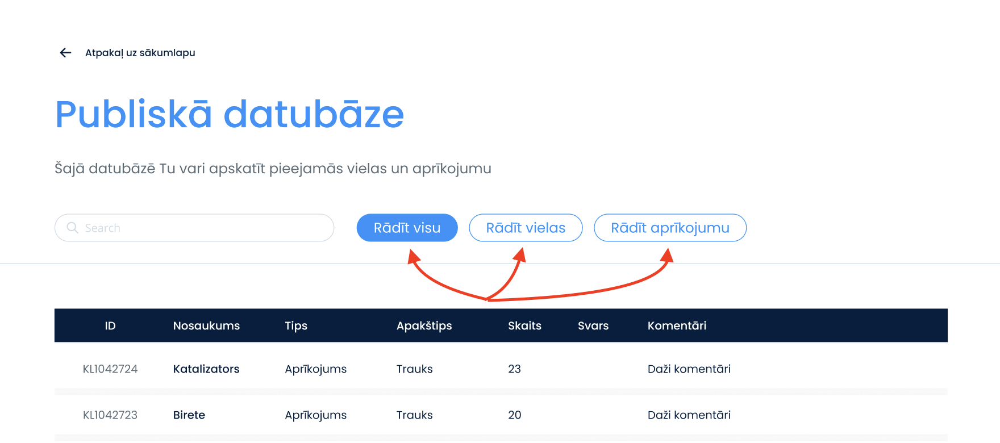 Atpakaļ uz sākumlapu
Publiskā datubāze
Šajā datubāzē Tu vari apskatīt pieejamās vielas un aprīkojumu
Search Rādīt visu Rādīt vielas Rādīt aprīkojumu
ID Nosaukums Tips Apakštips Skaits Svars Komentāri
KL1042724 Katalizators Aprīkojums Trauks 23 Daži komentāri
KL1042723 Birete Aprīkojums Trauks 20 Daži komentāri